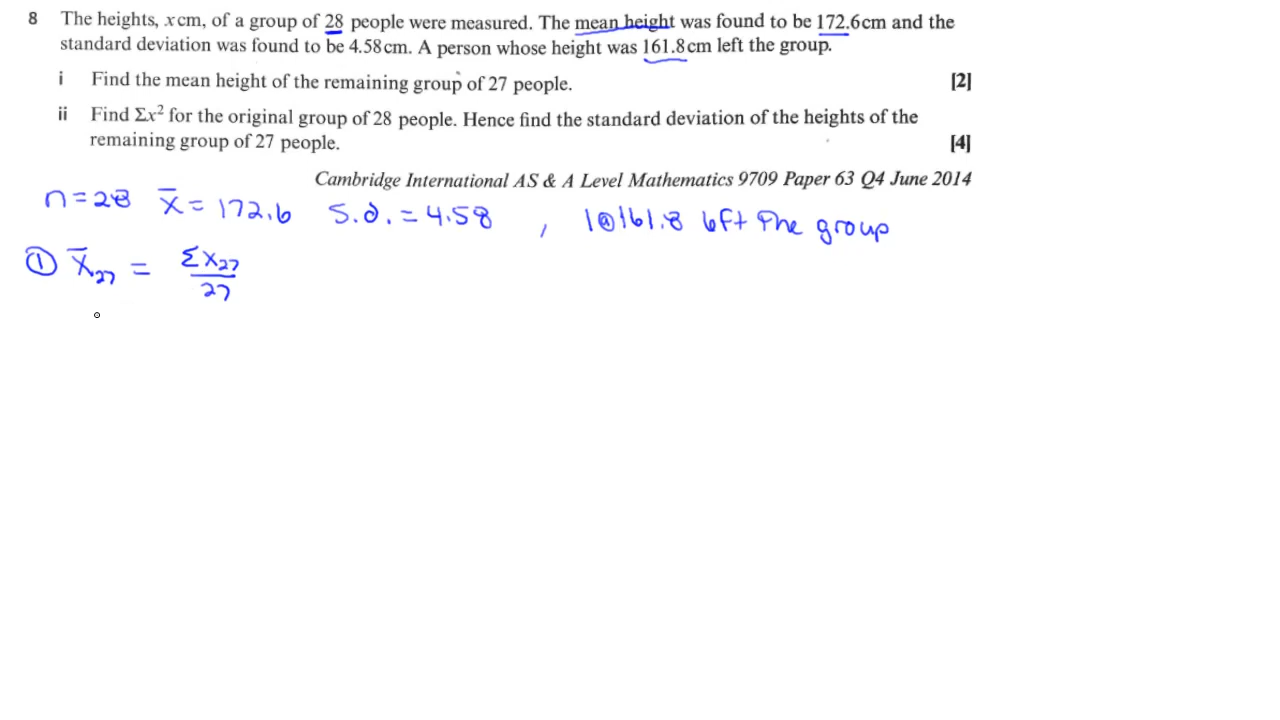 8 The heights, x cm, of a group of 28 people were measured. The mean height was found to be 172.6 cm and the
standard deviation was found to be 4.58 cm. A person whose height was 161.8 cm left the group.
i Find the mean height of the remaining group of 27 people. [2]
ii Find Σx² for the original group of 28 people. Hence find the standard deviation of the heights of the
remaining group of 27 people. [4]
Cambridge International AS & A Level Mathematics 9709 Paper 63 Q4 June 2014
n = 28 x̄ = 172.6 s.d. = 4.58 , 1 @ 161.8 left the group
① x̄₂₇ = Σx₂₇
27